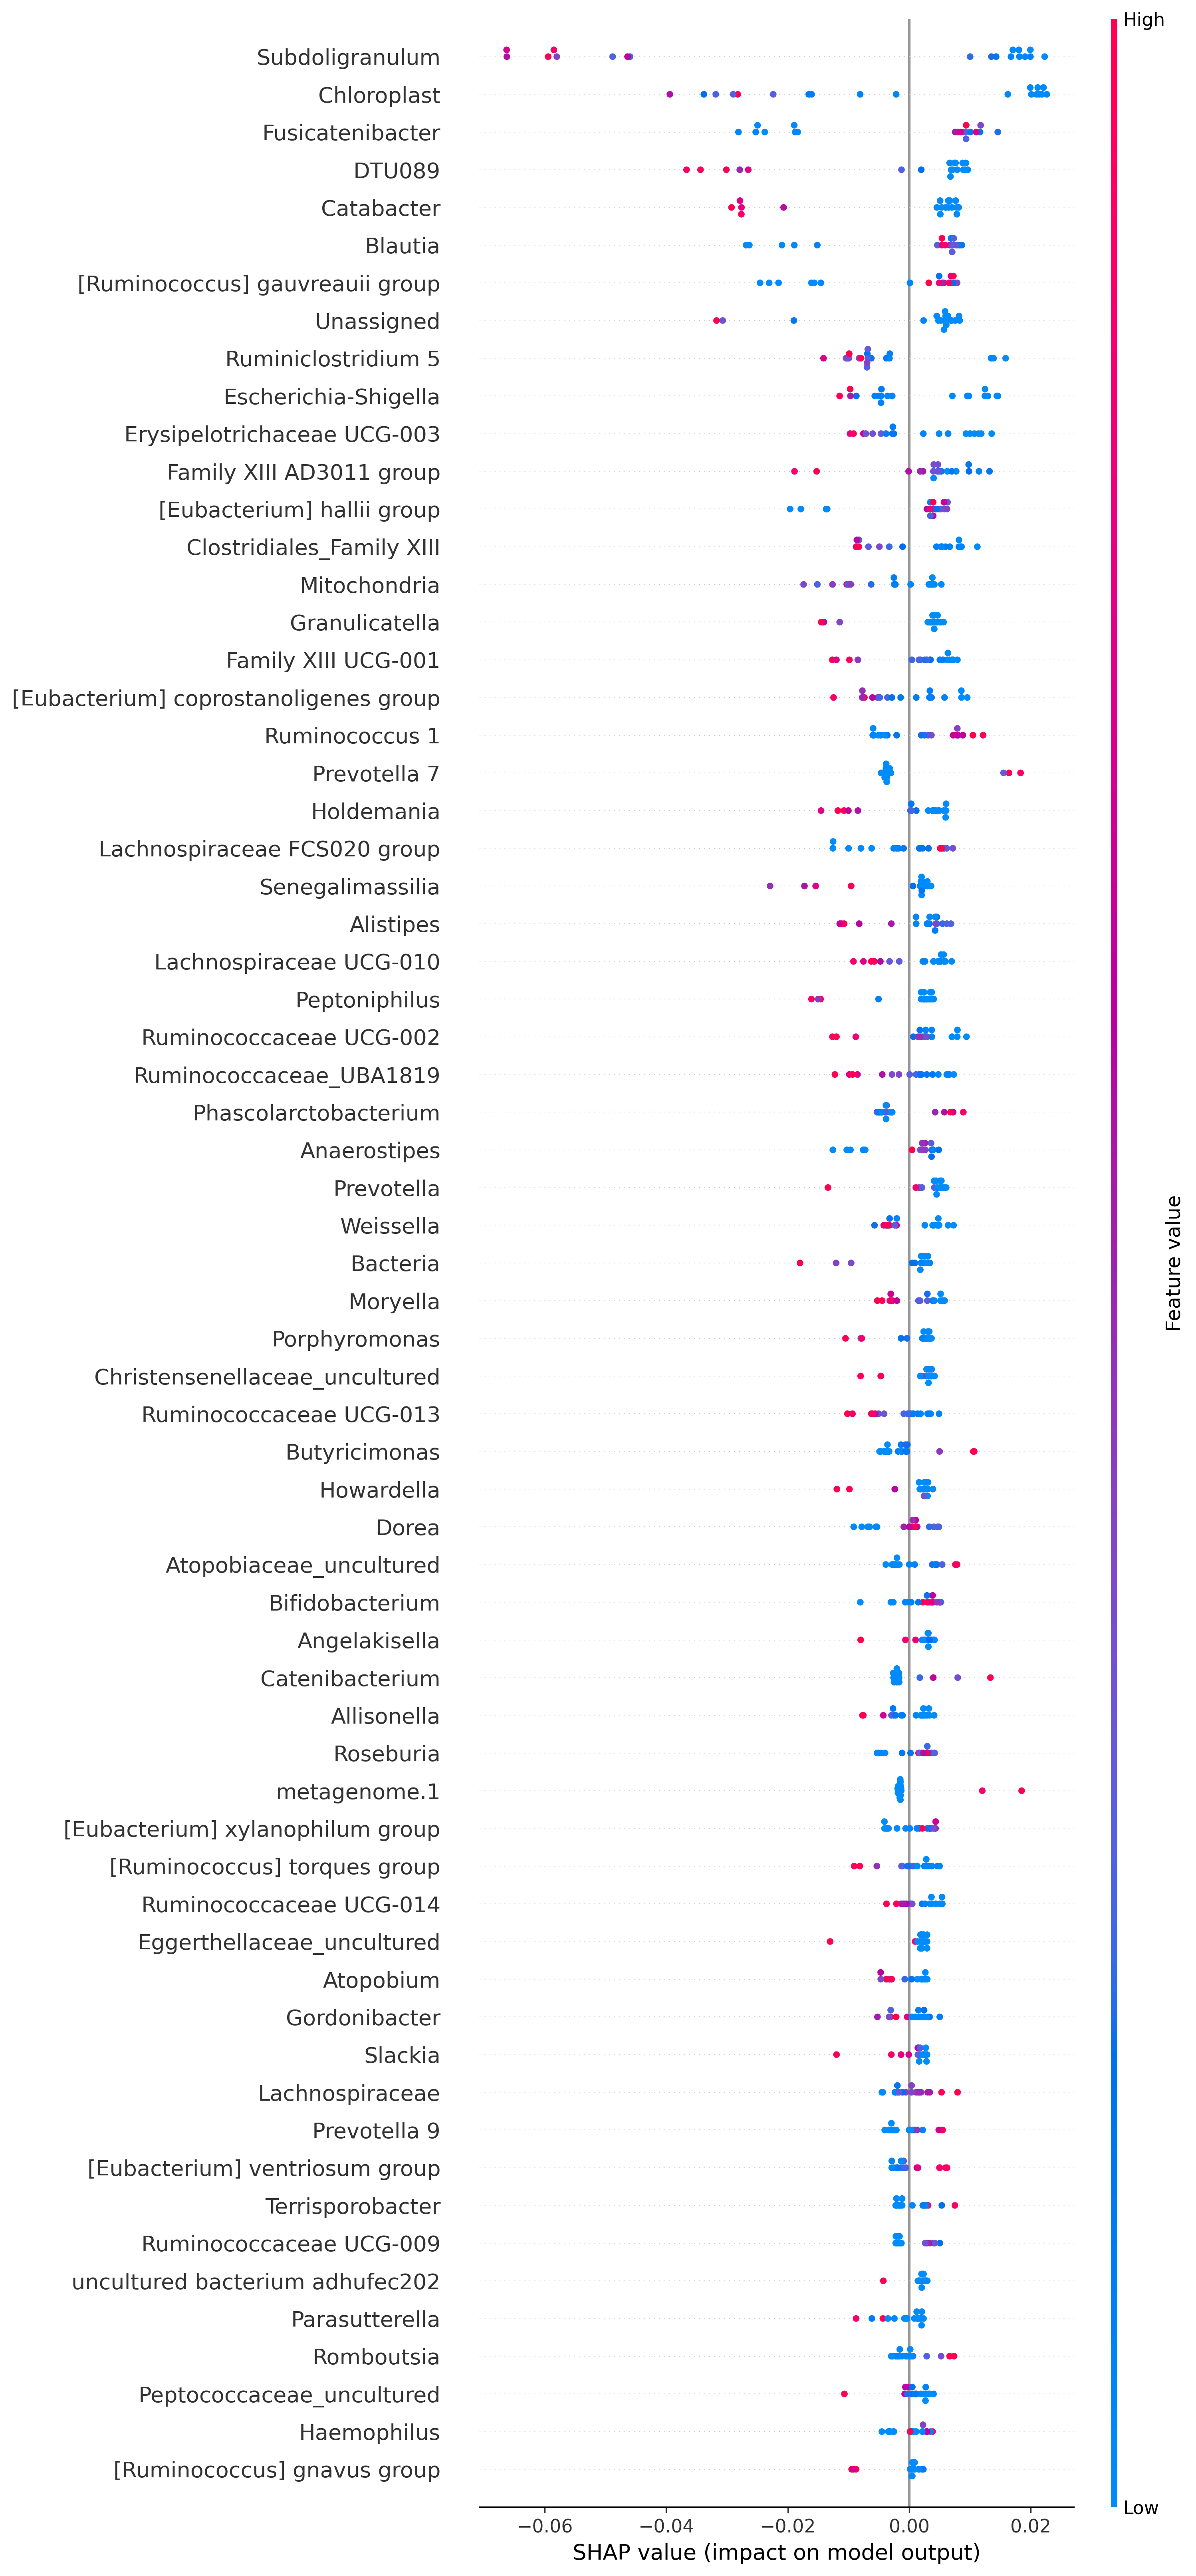 High
Subdoligranulum
Chloroplast
Fusicatenibacter
DTU089
Catabacter
Blautia
[Ruminococcus] gauvreauii group
Unassigned
Ruminiclostridium 5
Escherichia-Shigella
Erysipelotrichaceae UCG-003
Family XIII AD3011 group
[Eubacterium] hallii group
Clostridiales_Family XIII
Mitochondria
Granulicatella
Family XIII UCG-001
[Eubacterium] coprostanoligenes group
Ruminococcus 1
Prevotella 7
Holdemania
Lachnospiraceae FCS020 group
Senegalimassilia
Alistipes
Lachnospiraceae UCG-010
Peptoniphilus
Ruminococcaceae UCG-002
Ruminococcaceae_UBA1819
Phascolarctobacterium
Anaerostipes
Prevotella
Weissella
Bacteria
Moryella
Porphyromonas
Christensenellaceae_uncultured
Ruminococcaceae UCG-013
Butyricimonas
Howardella
Dorea
Atopobiaceae_uncultured
Bifidobacterium
Angelakisella
Catenibacterium
Allisonella
Roseburia
metagenome.1
[Eubacterium] xylanophilum group
[Ruminococcus] torques group
Ruminococcaceae UCG-014
Eggerthellaceae_uncultured
Atopobium
Gordonibacter
Slackia
Lachnospiraceae
Prevotella 9
[Eubacterium] ventriosum group
Terrisporobacter
Ruminococcaceae UCG-009
uncultured bacterium adhufec202
Parasutterella
Romboutsia
Peptococcaceae_uncultured
Haemophilus
[Ruminococcus] gnavus group
Feature value
Low
−0.06 −0.04 −0.02 0.00 0.02
SHAP value (impact on model output)